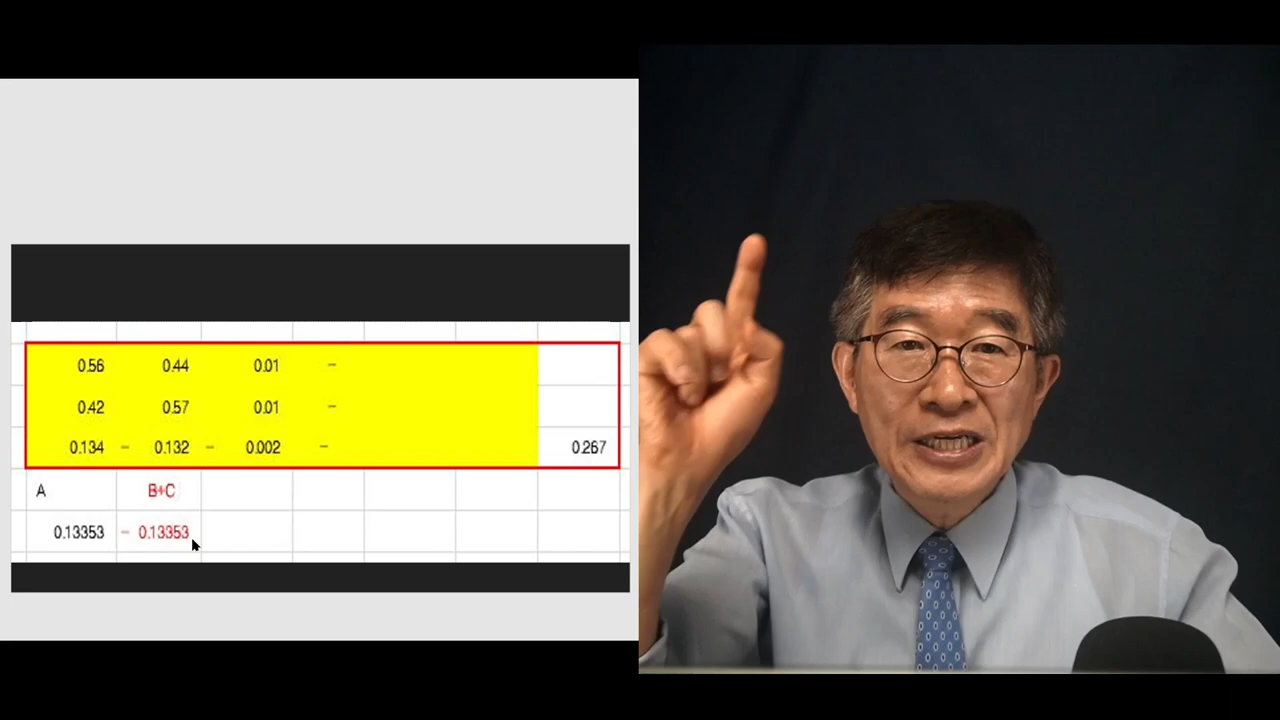 0.56 0.44 0.01 -
0.42 0.57 0.01 -
0.134 - 0.132 - 0.002 - 0.267
A B+C
0.13353 - 0.13353